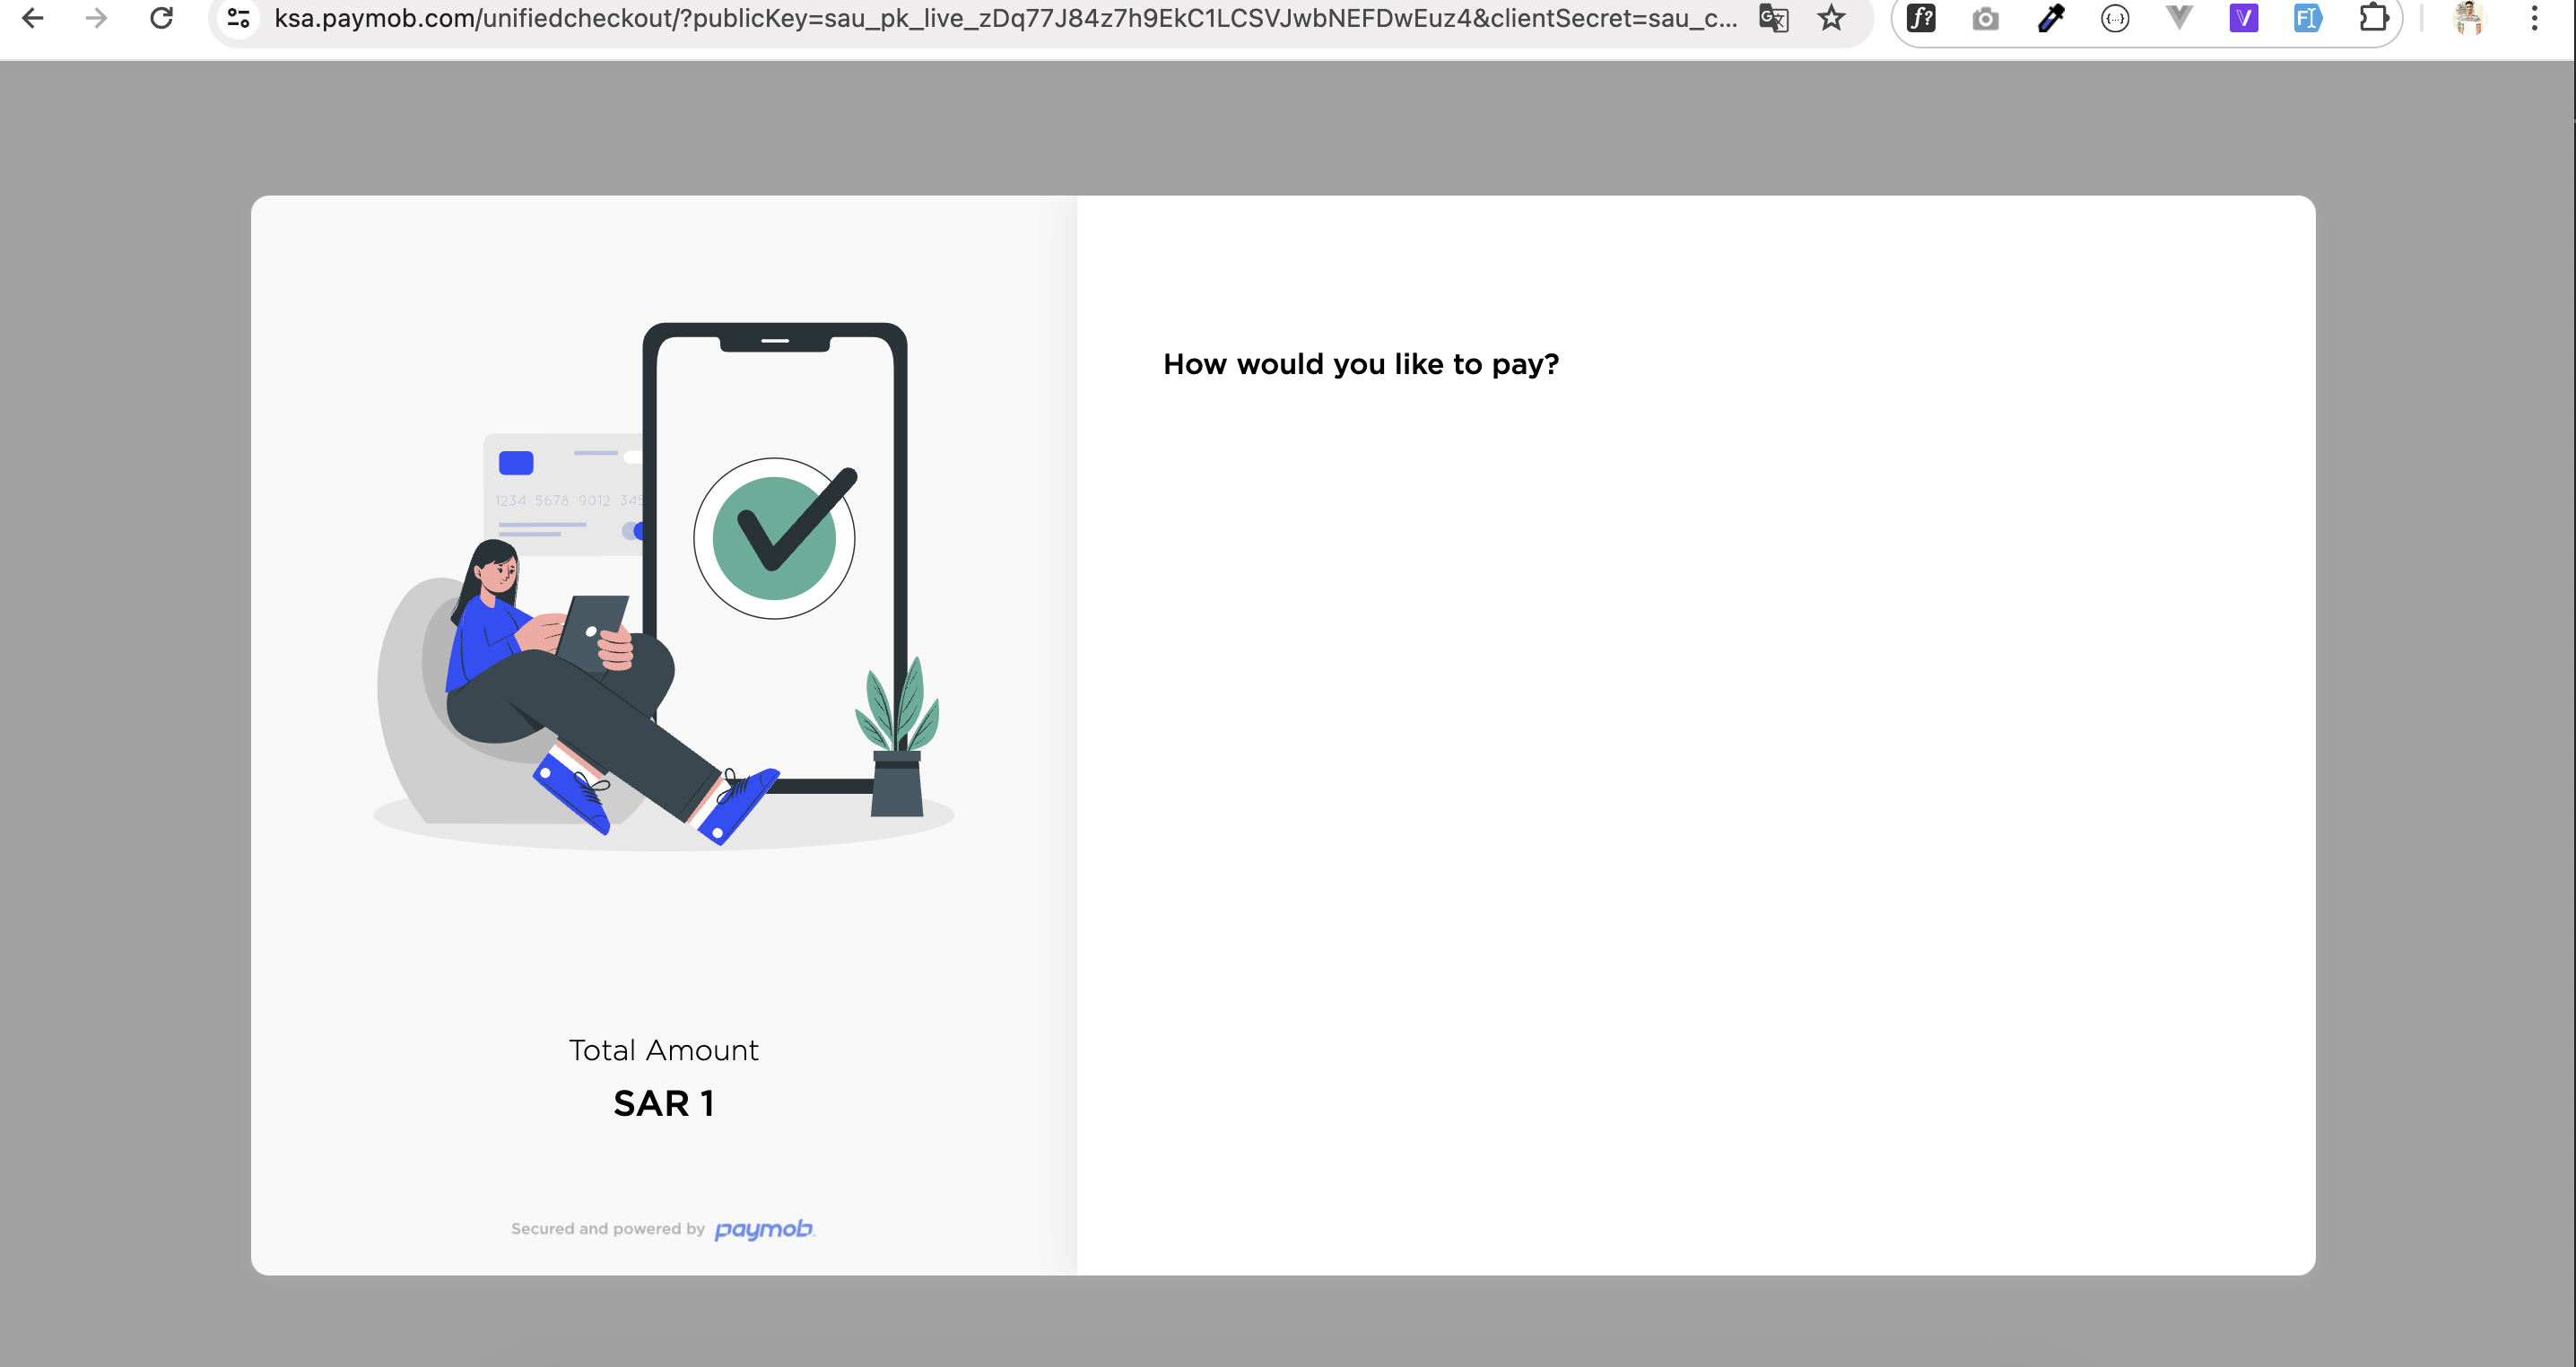 ksa.paymob.com/unifiedcheckout/?publicKey=sau_pk_live_zDq77J84z7h9EkC1LCSVJwbNEFDwEuz4&clientSecret=sau_c...
How would you like to pay?
1234 5678 9012 345
Total Amount
SAR 1
Secured and powered by paymob